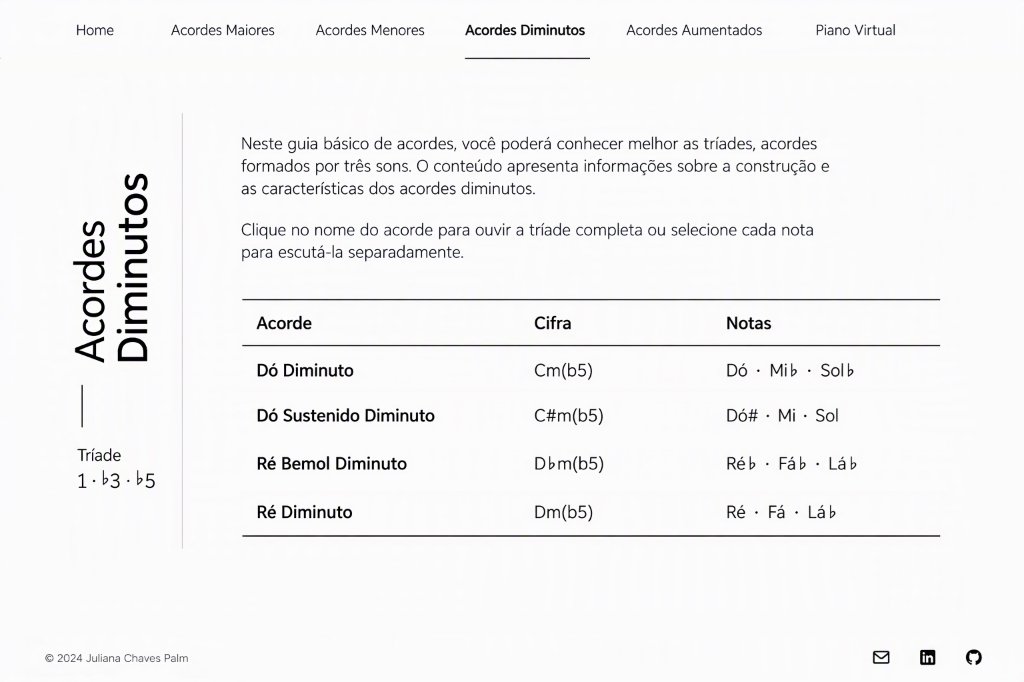 Home Acordes Maiores Acordes Menores Acordes Diminutos Acordes Aumentados Piano Virtual
Acordes
Diminutos
Tríade
1 · ♭3 · ♭5
Neste guia básico de acordes, você poderá conhecer melhor as tríades, acordes
formados por três sons. O conteúdo apresenta informações sobre a construção e
as características dos acordes diminutos.
Clique no nome do acorde para ouvir a tríade completa ou selecione cada nota
para escutá-la separadamente.
Acorde Cifra Notas
Dó Diminuto Cm(b5) Dó · Mi♭ · Sol♭
Dó Sustenido Diminuto C#m(b5) Dó# · Mi · Sol
Ré Bemol Diminuto D♭m(b5) Ré♭ · Fá♭ · Lá♭
Ré Diminuto Dm(b5) Ré · Fá · Lá♭
© 2024 Juliana Chaves Palm
in